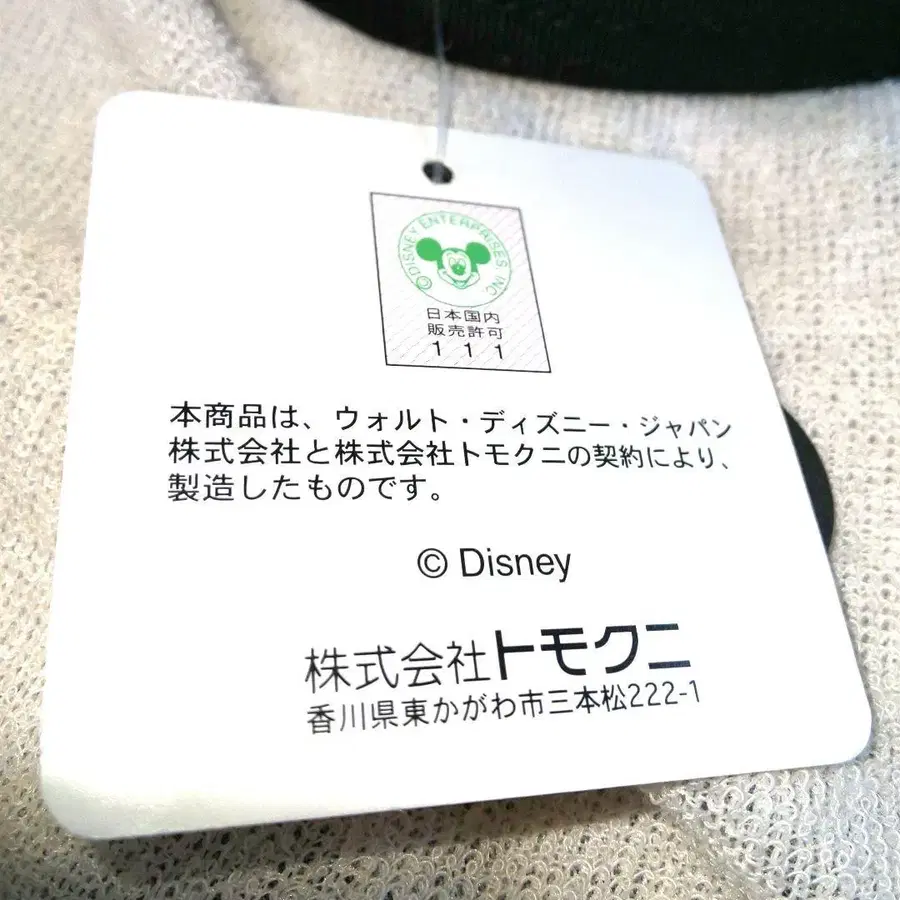 ©DISNEY ENTERPRISES, INC
日本国内
販売許可
1 1 1
本商品は、ウォルト・ディズニー・ジャパン
株式会社と株式会社トモクニの契約により、
製造したものです。
© Disney
株式会社トモクニ
香川県東かがわ市三本松222-1